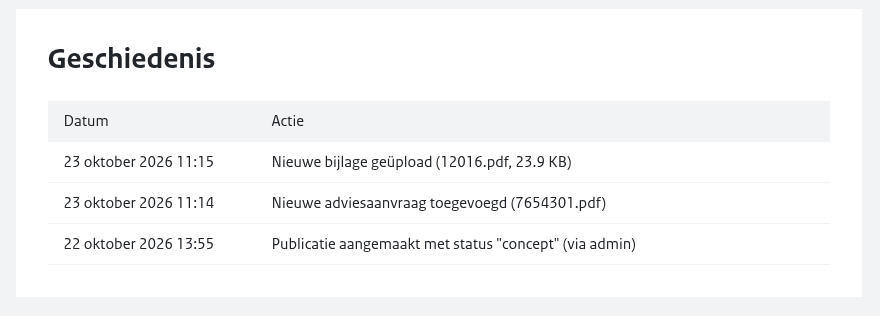 Geschiedenis
Datum Actie
23 oktober 2026 11:15 Nieuwe bijlage geüpload (12016.pdf, 23.9 KB)
23 oktober 2026 11:14 Nieuwe adviesaanvraag toegevoegd (7654301.pdf)
22 oktober 2026 13:55 Publicatie aangemaakt met status "concept" (via admin)